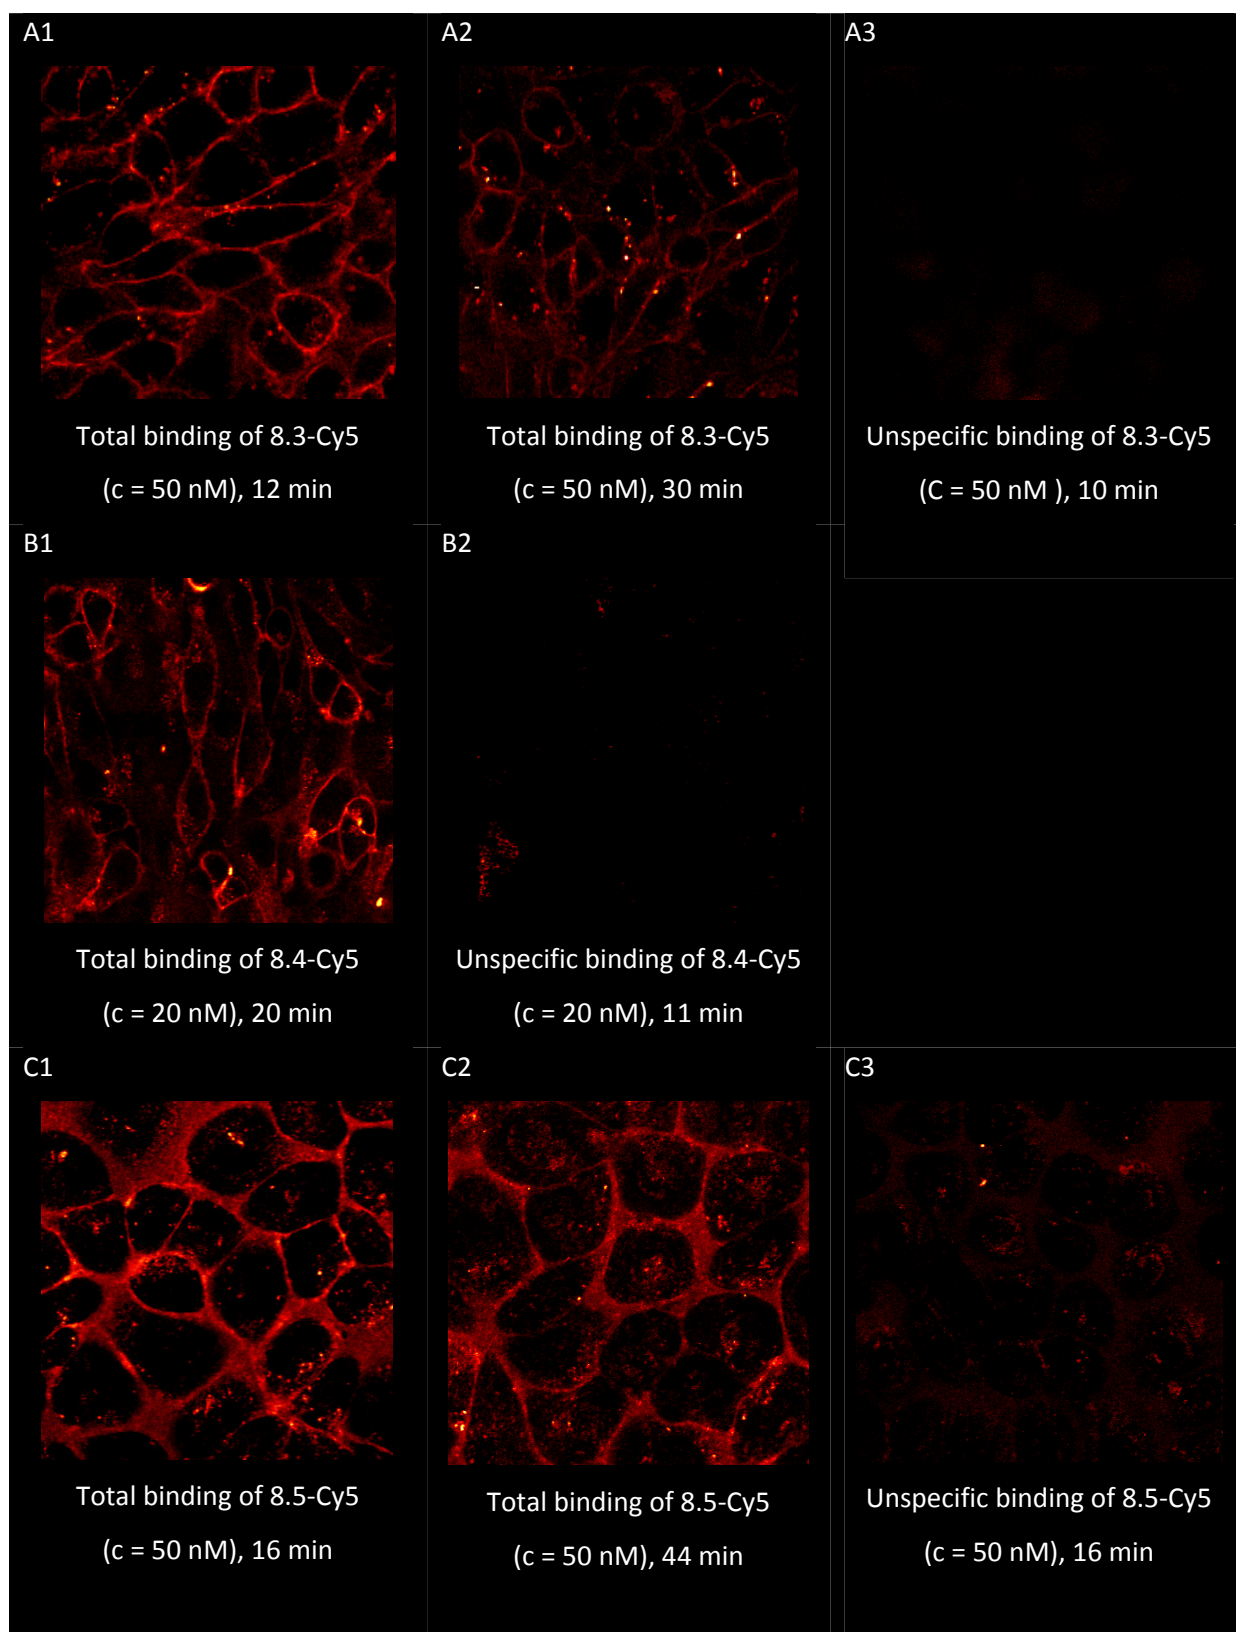 A1
A2
A3
Total binding of 8.3-Cy5
(c = 50 nM), 12 min
Total binding of 8.3-Cy5
(c = 50 nM), 30 min
Unspecific binding of 8.3-Cy5
(C = 50 nM ), 10 min
B1
B2
Total binding of 8.4-Cy5
(c = 20 nM), 20 min
Unspecific binding of 8.4-Cy5
(c = 20 nM), 11 min
C1
C2
C3
Total binding of 8.5-Cy5
(c = 50 nM), 16 min
Total binding of 8.5-Cy5
(c = 50 nM), 44 min
Unspecific binding of 8.5-Cy5
(c = 50 nM), 16 min